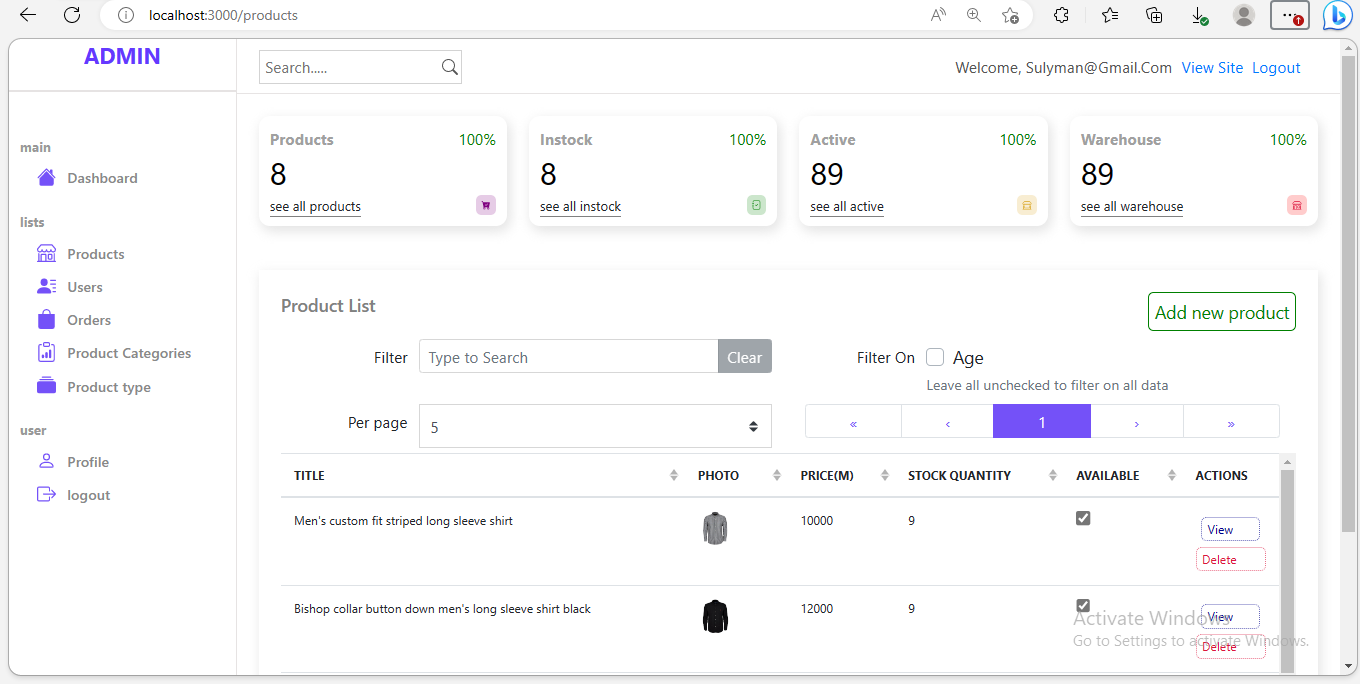 localhost:3000/products
ADMIN
Search.....
Welcome, Sulyman@Gmail.Com View Site Logout
main
Dashboard
lists
Products
Users
Orders
Product Categories
Product type
user
Profile
logout
Products 100%
8
see all products
Instock 100%
8
see all instock
Active 100%
89
see all active
Warehouse 100%
89
see all warehouse
Product List
Add new product
Filter Type to Search Clear
Filter On Age
Leave all unchecked to filter on all data
Per page 5
« ‹ 1 › »
TITLE PHOTO PRICE(M) STOCK QUANTITY AVAILABLE ACTIONS
Men's custom fit striped long sleeve shirt 10000 9 View
Delete
Bishop collar button down men's long sleeve shirt black 12000 9 View
Delete
Activate Windows
Go to Settings to activate Windows.